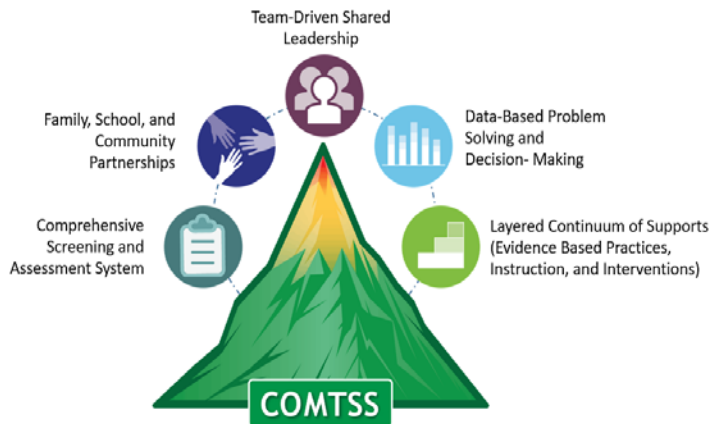 Team-Driven Shared
Leadership
Family, School, and
Community
Partnerships
Data-Based Problem
Solving and
Decision- Making
Comprehensive
Screening and
Assessment System
Layered Continuum of Supports
(Evidence Based Practices,
Instruction, and Interventions)
COMTSS